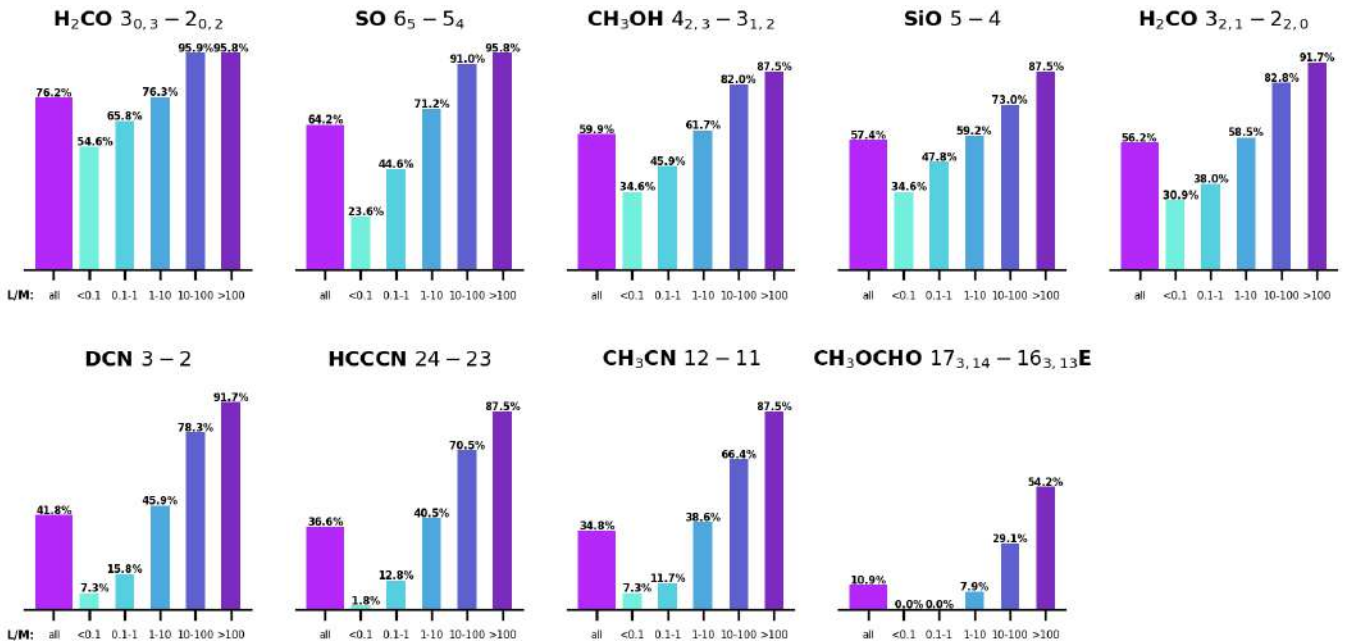 H₂CO 3₀,₃ − 2₀,₂
76.2% 54.6% 65.8% 76.3% 95.9% 95.8%
L/M: all <0.1 0.1-1 1-10 10-100 >100
SO 6₅ − 5₄
64.2% 23.6% 44.6% 71.2% 91.0% 95.8%
all <0.1 0.1-1 1-10 10-100 >100
CH₃OH 4₂,₃ − 3₁,₂
59.9% 34.6% 45.9% 61.7% 82.0% 87.5%
all <0.1 0.1-1 1-10 10-100 >100
SiO 5 − 4
57.4% 34.6% 47.8% 59.2% 73.0% 87.5%
all <0.1 0.1-1 1-10 10-100 >100
H₂CO 3₂,₁ − 2₂,₀
56.2% 30.9% 38.0% 58.5% 82.8% 91.7%
all <0.1 0.1-1 1-10 10-100 >100
DCN 3 − 2
41.8% 7.3% 15.8% 45.9% 78.3% 91.7%
L/M: all <0.1 0.1-1 1-10 10-100 >100
HCCCN 24 − 23
36.6% 1.8% 12.8% 40.5% 70.5% 87.5%
all <0.1 0.1-1 1-10 10-100 >100
CH₃CN 12 − 11
34.8% 7.3% 11.7% 38.6% 66.4% 87.5%
all <0.1 0.1-1 1-10 10-100 >100
CH₃OCHO 17₃,₁₄ − 16₃,₁₃E
10.9% 0.0% 0.0% 7.9% 29.1% 54.2%
all <0.1 0.1-1 1-10 10-100 >100